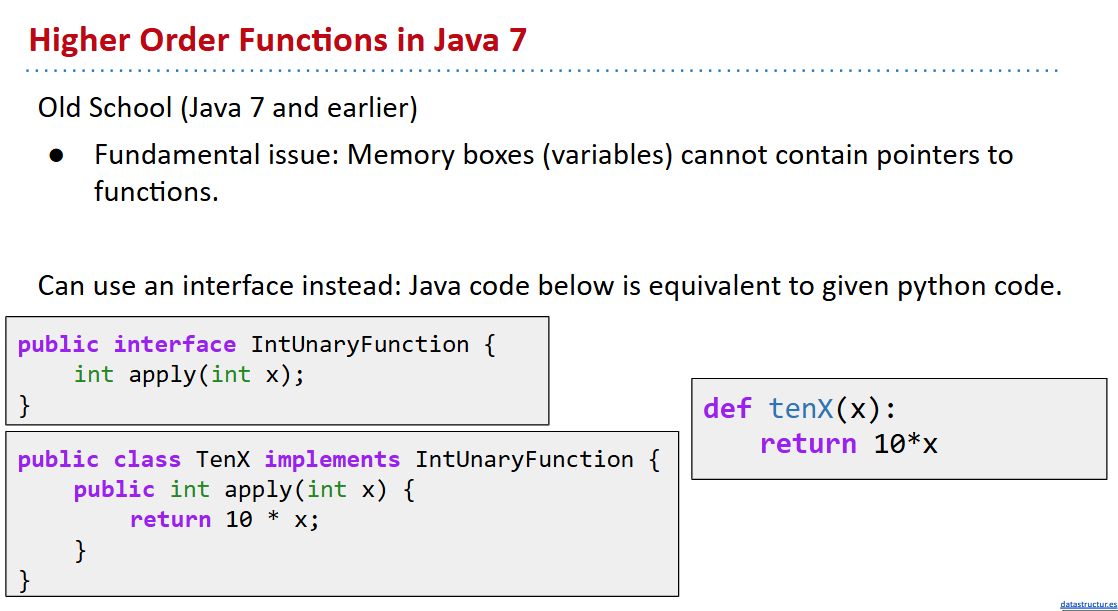 Higher Order Functions in Java 7
Old School (Java 7 and earlier)
● Fundamental issue: Memory boxes (variables) cannot contain pointers to
functions.
Can use an interface instead: Java code below is equivalent to given python code.
public interface IntUnaryFunction {
    int apply(int x);
}
public class TenX implements IntUnaryFunction {
    public int apply(int x) {
        return 10 * x;
    }
}
def tenX(x):
    return 10*x
datastructur.es